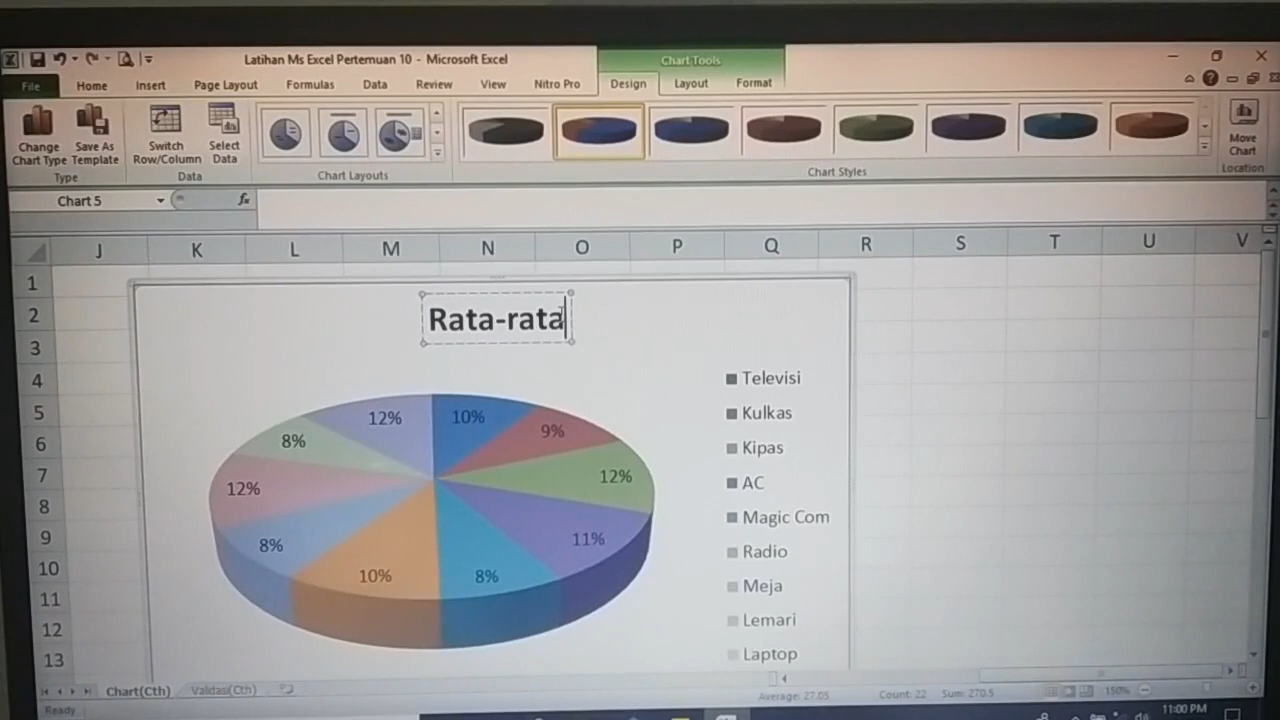 Latihan Ms Excel Pertemuan 10 - Microsoft Excel
Chart Tools
File Home Insert Page Layout Formulas Data Review View Nitro Pro Design Layout Format
Change Chart Type
Save As Template
Switch Row/Column
Select Data
Move Chart
Type Data Chart Layouts Chart Styles Location
Chart 5 fx
J K L M N O P Q R S T U V
1
2
3
4
5
6
7
8
9
10
11
12
13
Rata-rata
12% 10%
8% 9%
12% 12%
8% 11%
10% 8%
Televisi
Kulkas
Kipas
AC
Magic Com
Radio
Meja
Lemari
Laptop
Chart(Cth) Validasi(Cth)
Ready Average: 27.05 Count: 22 Sum: 270.5 150%
11:00 PM